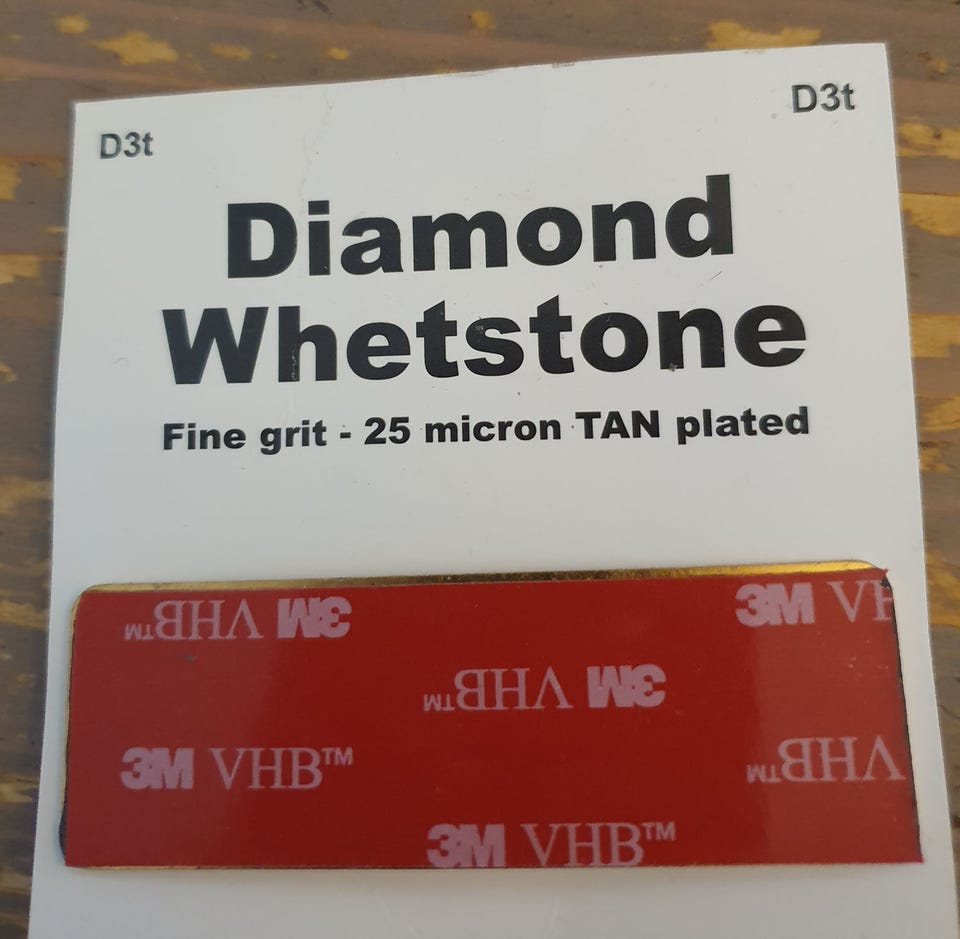 D3t
D3t
Diamond
Whetstone
Fine grit - 25 micron TAN plated
3M VHB™
3M VH
3M VHB™
3M VHB™
VHB™
3M VHB™